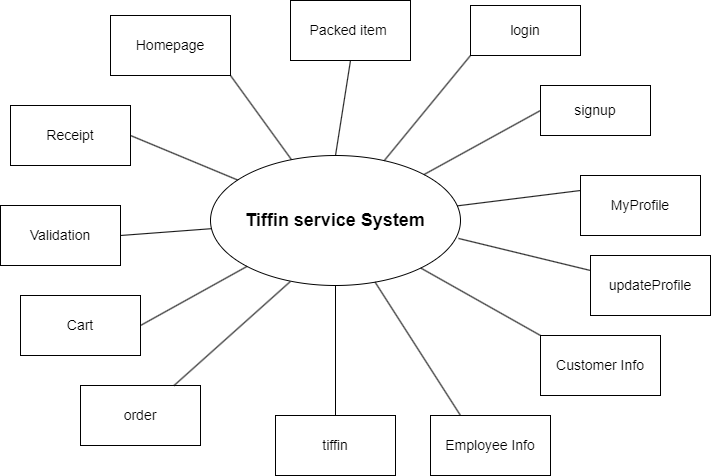 Packed item
login
Homepage
signup
Receipt
MyProfile
Tiffin service System
Validation
updateProfile
Cart
Customer Info
order
tiffin
Employee Info